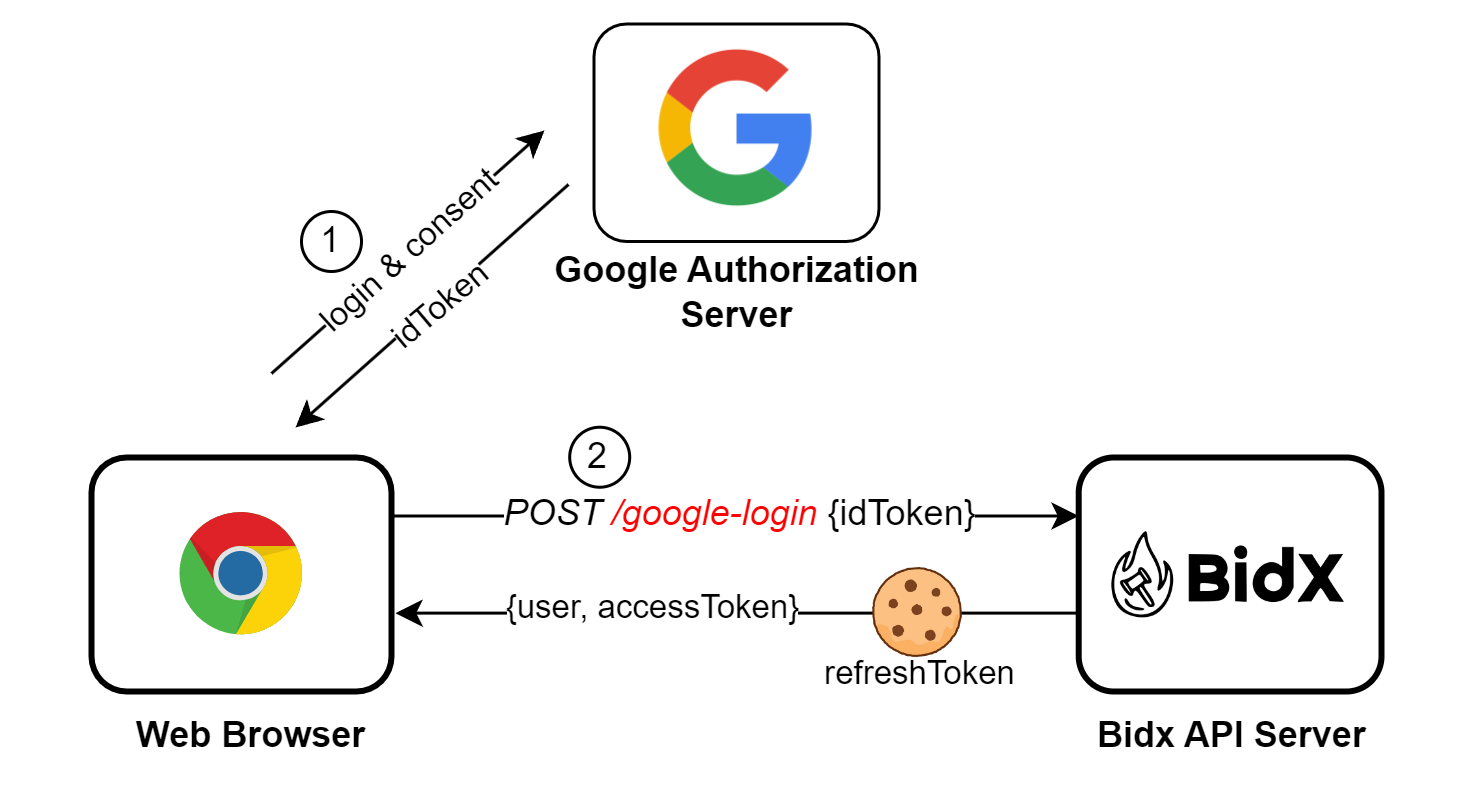 Google Authorization
Server
1
login & consent
idToken
2
POST /google-login {idToken}
{user, accessToken}
refreshToken
BidX
Web Browser
Bidx API Server